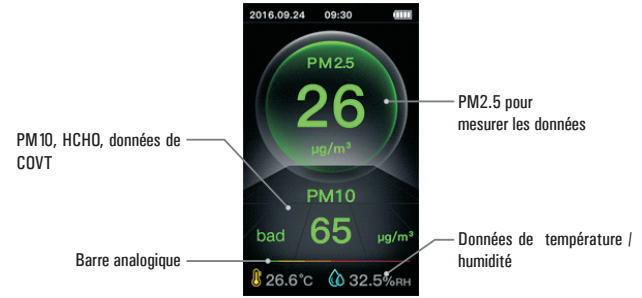 2016.09.24 09:30
PM2.5
26
µg/m³
PM2.5 pour
mesurer les données
PM10, HCHO, données de
COVT
PM10
bad 65 µg/m³
Barre analogique
Données de température /
humidité
26.6°C 32.5%RH